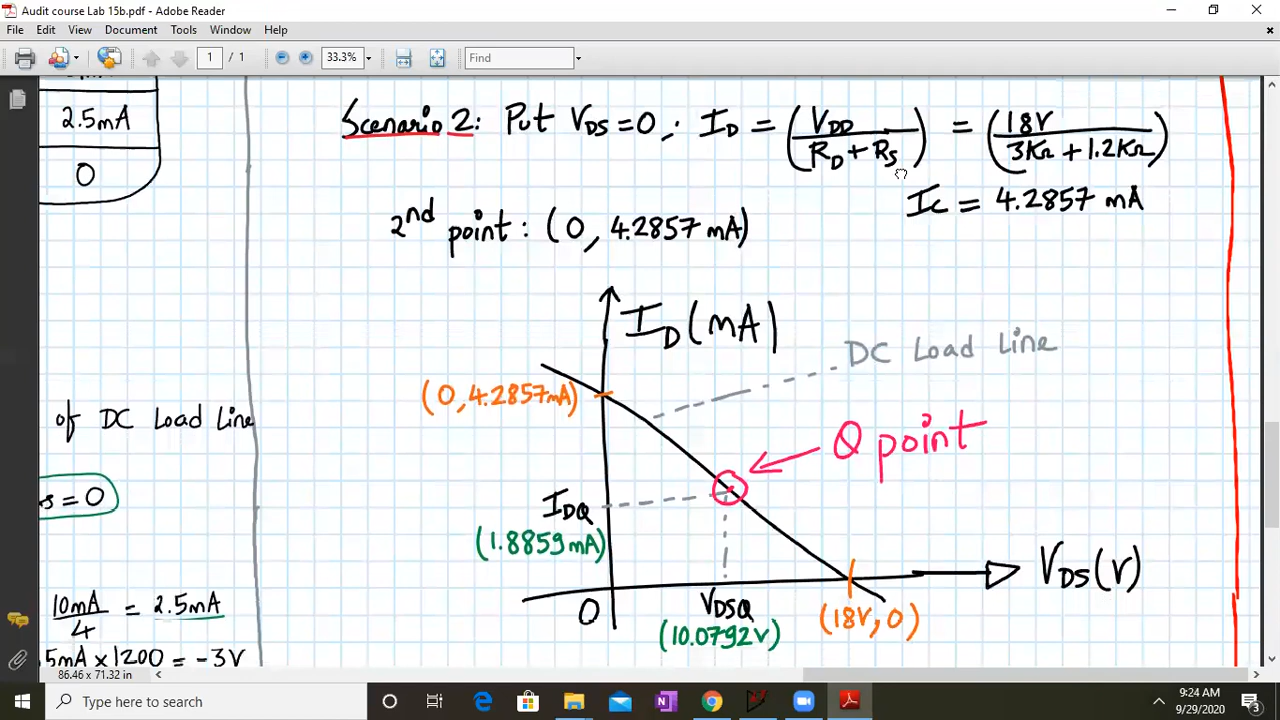 Audit course Lab 15b.pdf - Adobe Reader
File Edit View Document Tools Window Help
1 / 1 33.3% Find
2.5mA
0
of DC Load Line
s = 0
10mA/4 = 2.5mA
5mA x 1200 = -3V
Scenario 2: Put VDS = 0, ∴ ID = (VDD / RD + RS) = (18V / 3KΩ + 1.2KΩ)
IC = 4.2857 mA
2nd point: (0, 4.2857 mA)
ID (mA)
DC Load Line
(0, 4.2857mA)
Q point
IDQ
(1.8859mA)
VDS(V)
0
VDSQ
(10.0792V)
(18V, 0)
86.46 x 71.32 in
Type here to search
9:24 AM
9/29/2020
3